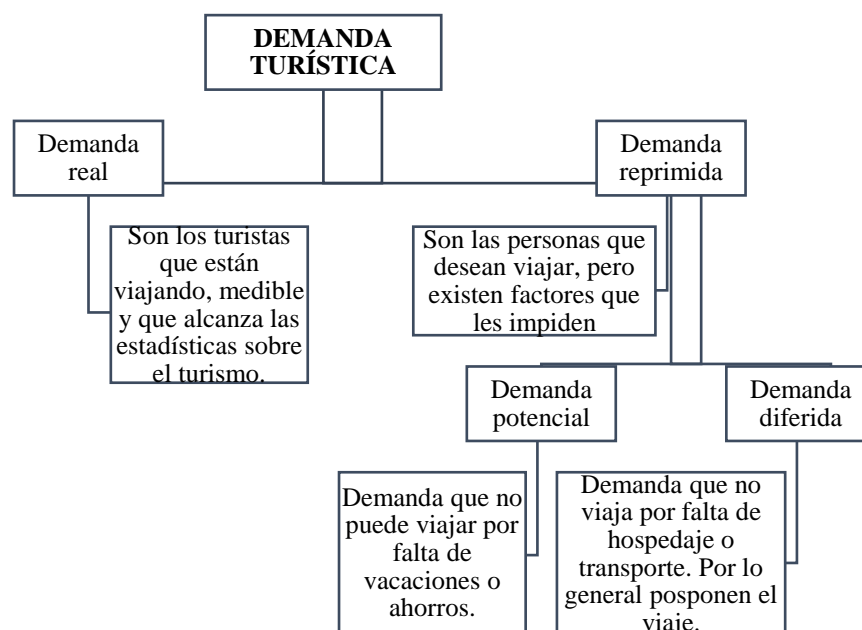 DEMANDA
TURÍSTICA
Demanda
real
Demanda
reprimida
Son los turistas
que están
viajando, medible
y que alcanza las
estadísticas sobre
el turismo.
Son las personas que
desean viajar, pero
existen factores que
les impiden
Demanda
potencial
Demanda
diferida
Demanda que no
puede viajar por
falta de
vacaciones o
ahorros.
Demanda que no
viaja por falta de
hospedaje o
transporte. Por lo
general posponen el
viaje.